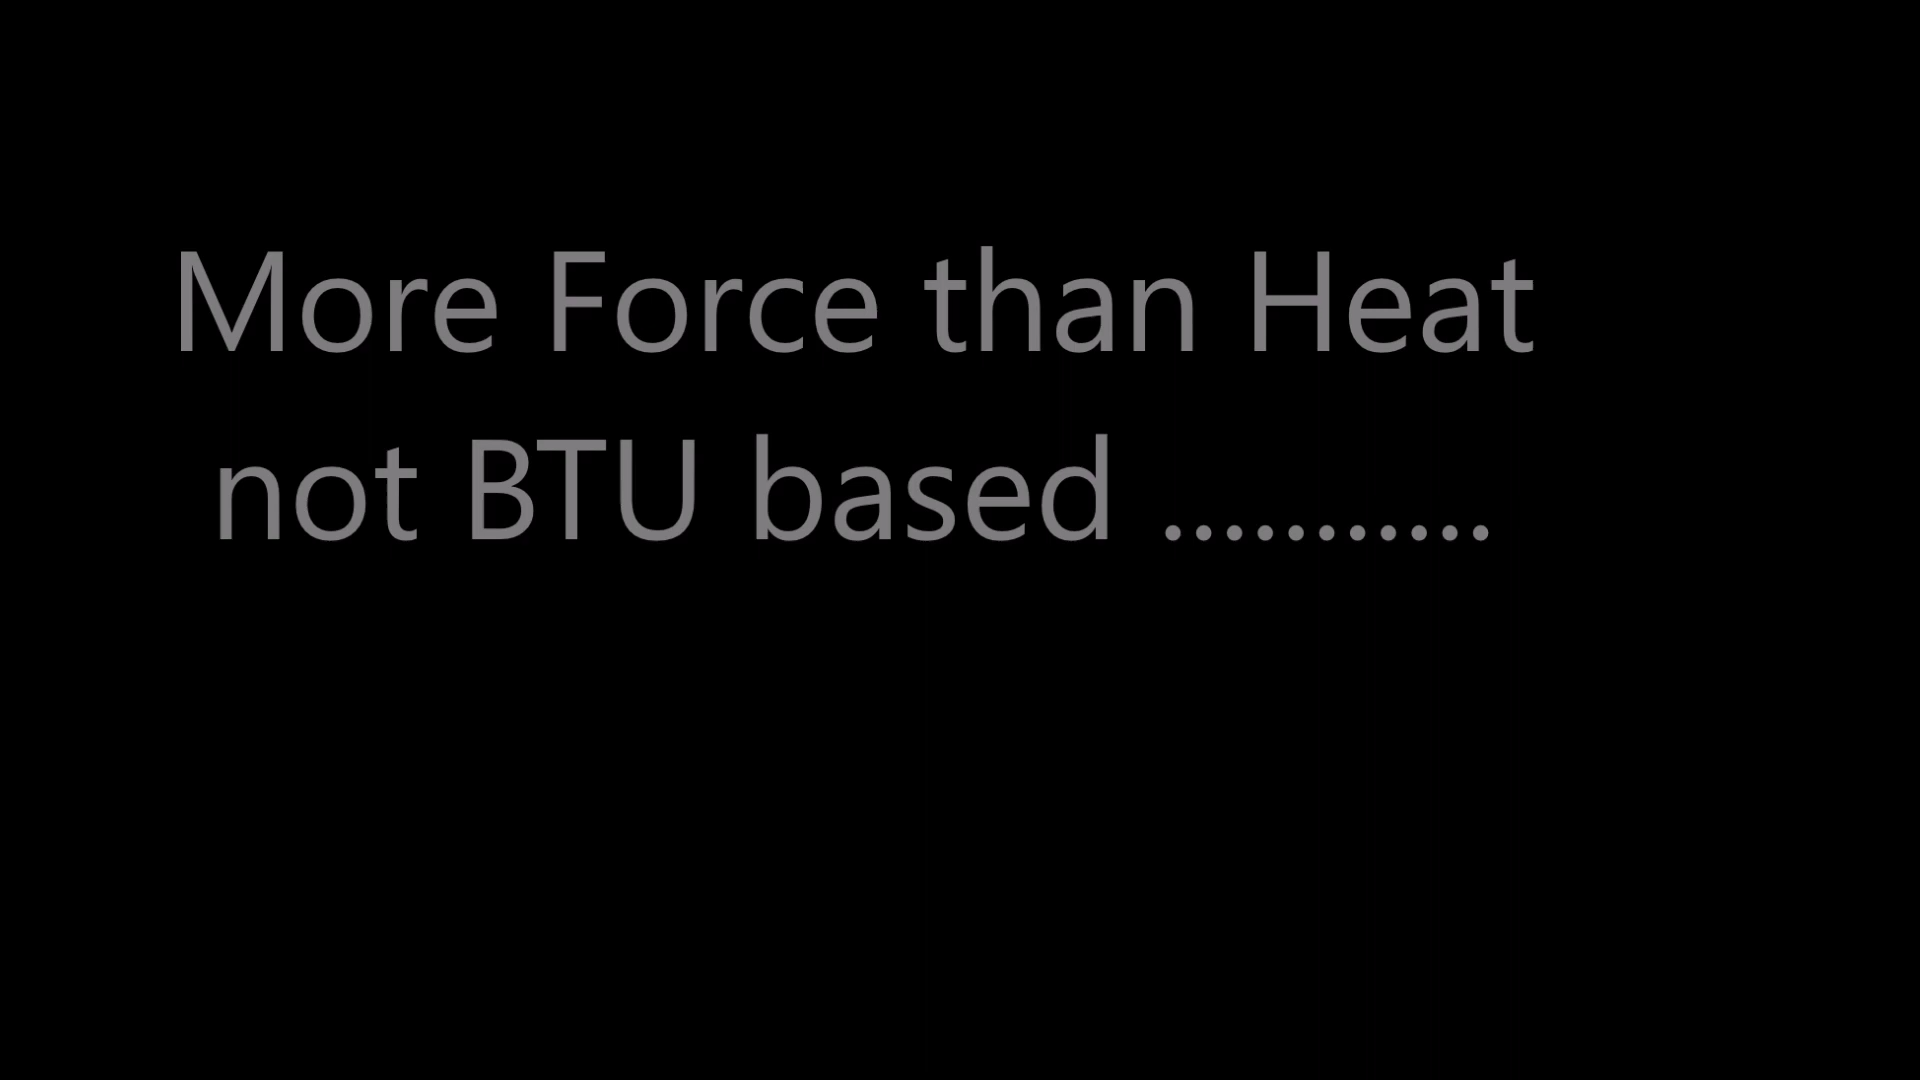 More Force than Heat
not BTU based ...........